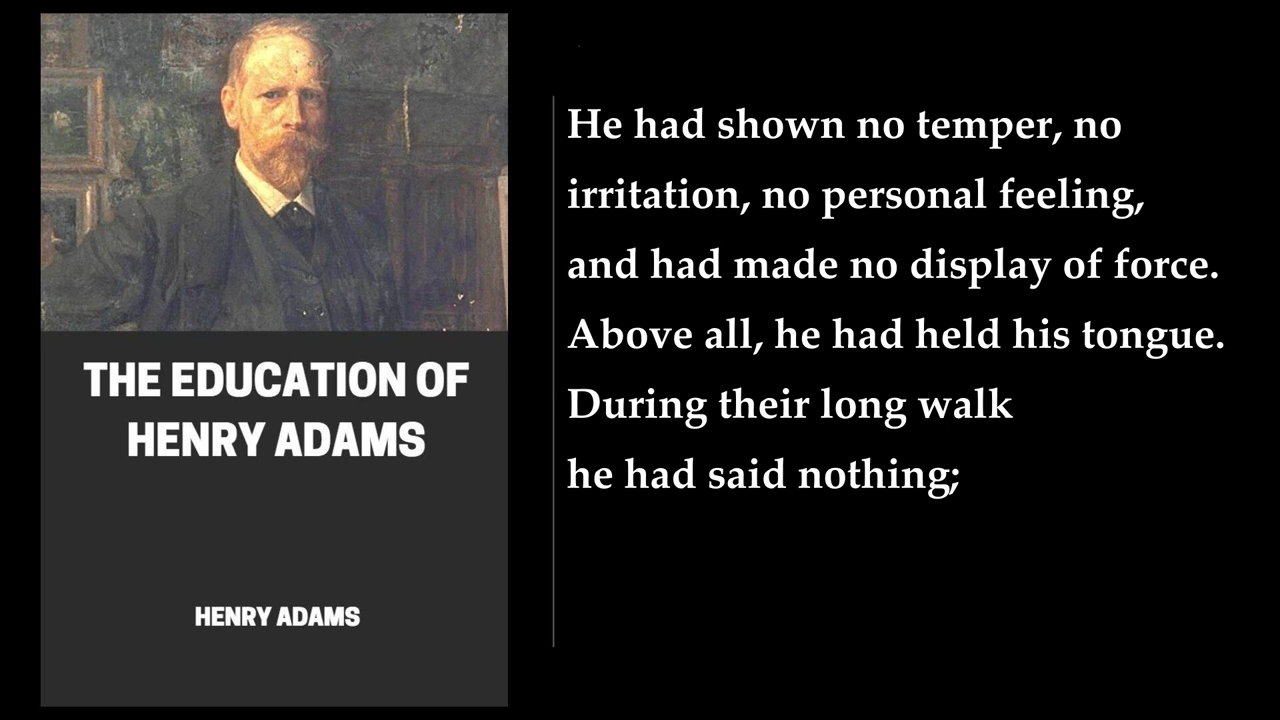 THE EDUCATION OF
HENRY ADAMS
HENRY ADAMS
He had shown no temper, no
irritation, no personal feeling,
and had made no display of force.
Above all, he had held his tongue.
During their long walk
he had said nothing;